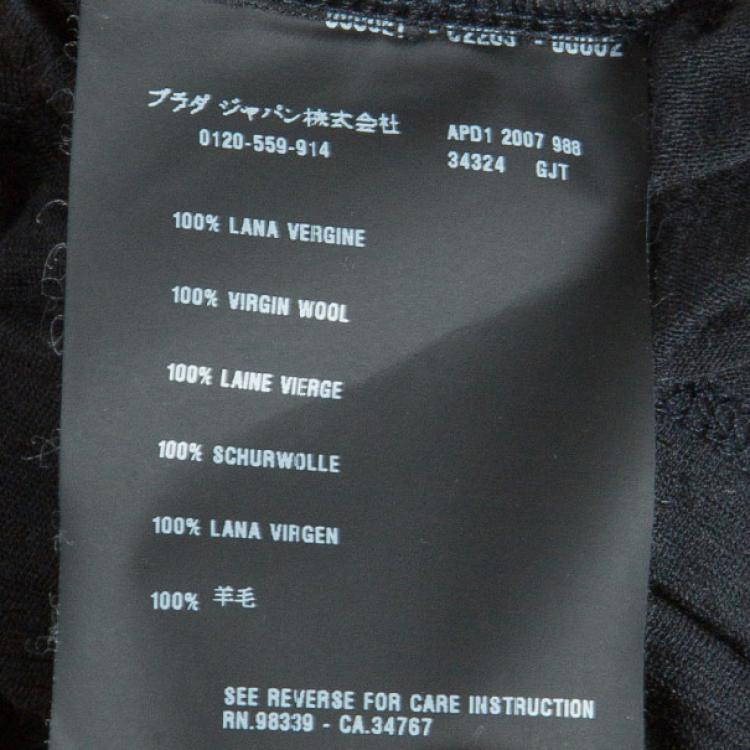 プラダ ジャパン株式会社
0120-559-914
APD1 2007 988
34324 GJT
100% LANA VERGINE
100% VIRGIN WOOL
100% LAINE VIERGE
100% SCHURWOLLE
100% LANA VIRGEN
100% 羊毛
SEE REVERSE FOR CARE INSTRUCTION
RN.98339 - CA.34767